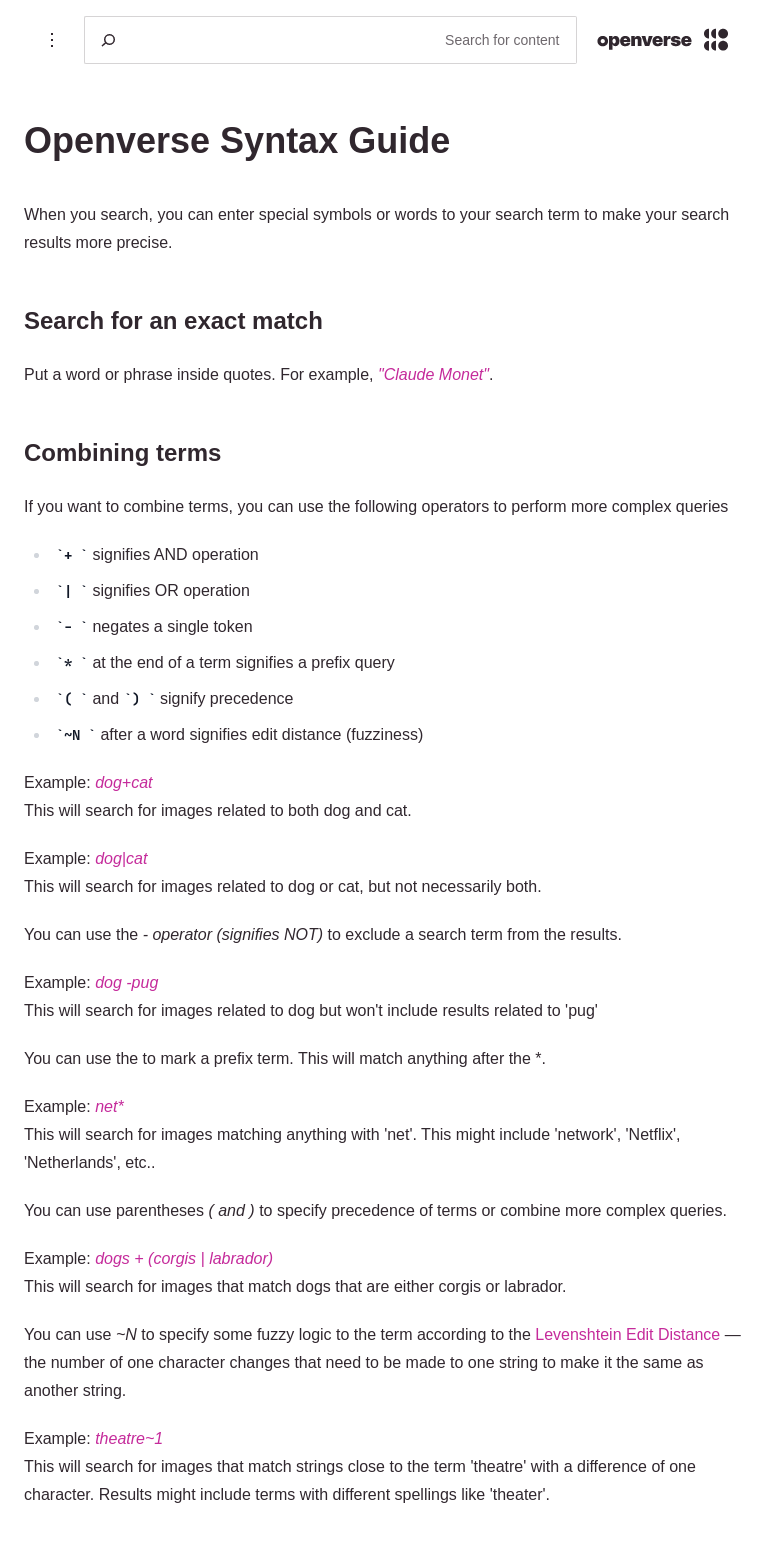 Search for content
openverse
Openverse Syntax Guide
When you search, you can enter special symbols or words to your search term to make your search
results more precise.
Search for an exact match
Put a word or phrase inside quotes. For example, "Claude Monet".
Combining terms
If you want to combine terms, you can use the following operators to perform more complex queries
`+ ` signifies AND operation
`| ` signifies OR operation
`- ` negates a single token
`* ` at the end of a term signifies a prefix query
`( ` and `) ` signify precedence
`~N ` after a word signifies edit distance (fuzziness)
Example: dog+cat
This will search for images related to both dog and cat.
Example: dog|cat
This will search for images related to dog or cat, but not necessarily both.
You can use the - operator (signifies NOT) to exclude a search term from the results.
Example: dog -pug
This will search for images related to dog but won't include results related to 'pug'
You can use the to mark a prefix term. This will match anything after the *.
Example: net*
This will search for images matching anything with 'net'. This might include 'network', 'Netflix',
'Netherlands', etc..
You can use parentheses ( and ) to specify precedence of terms or combine more complex queries.
Example: dogs + (corgis | labrador)
This will search for images that match dogs that are either corgis or labrador.
You can use ~N to specify some fuzzy logic to the term according to the Levenshtein Edit Distance —
the number of one character changes that need to be made to one string to make it the same as
another string.
Example: theatre~1
This will search for images that match strings close to the term 'theatre' with a difference of one
character. Results might include terms with different spellings like 'theater'.